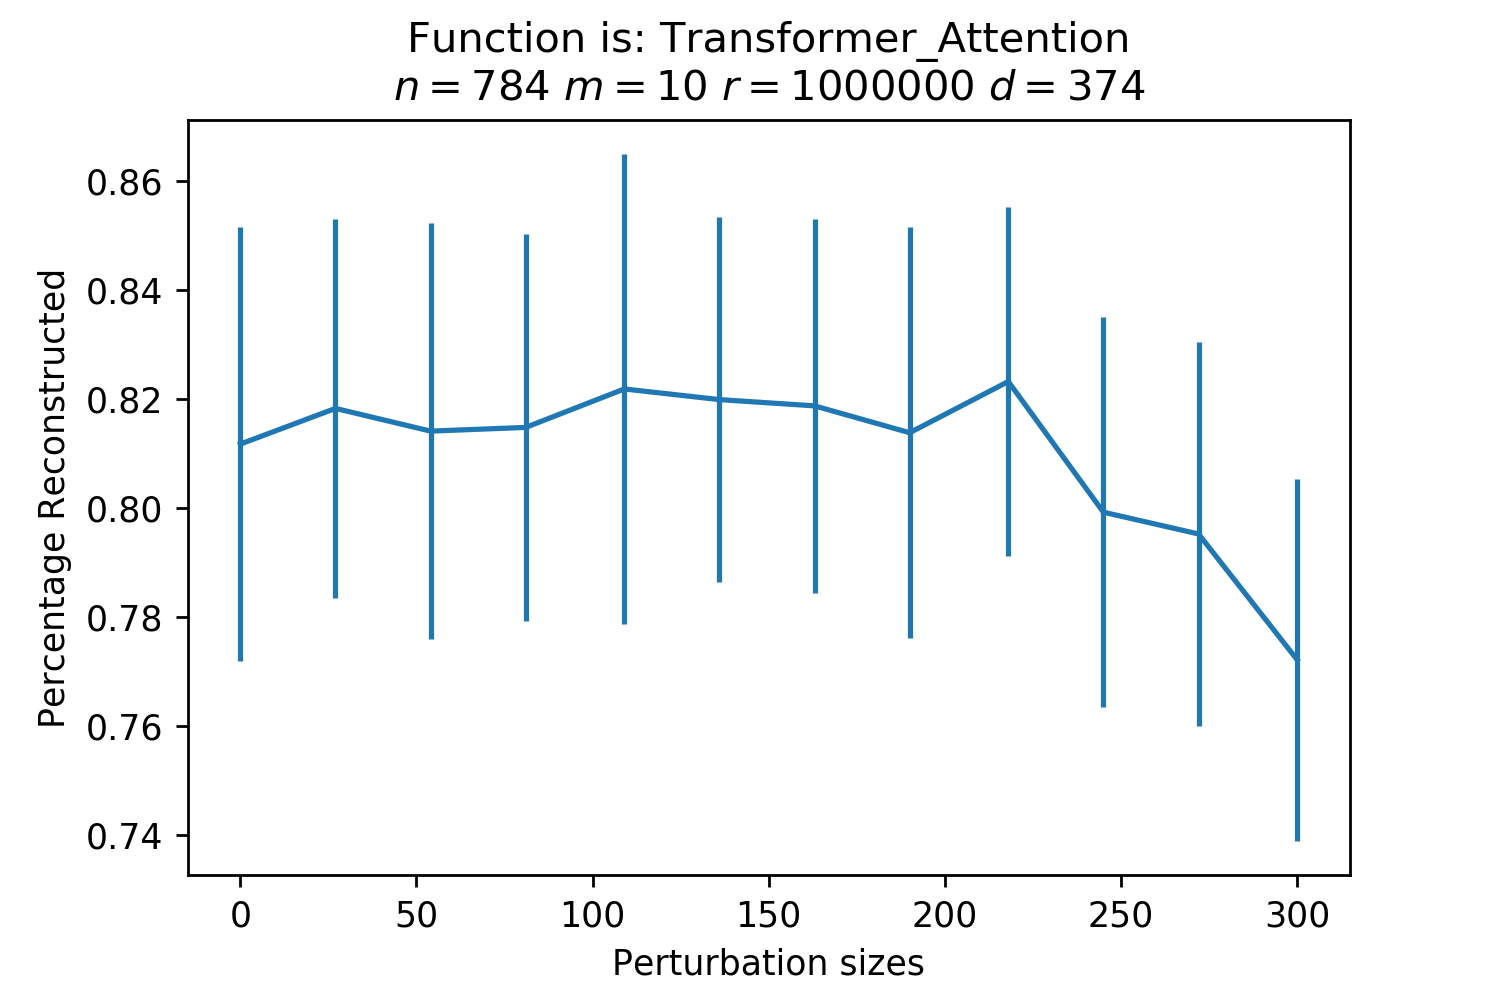 Function is: Transformer_Attention
n = 784 m = 10 r = 1000000 d = 374
Percentage Reconstructed
0.86
0.84
0.82
0.80
0.78
0.76
0.74
0 50 100 150 200 250 300
Perturbation sizes